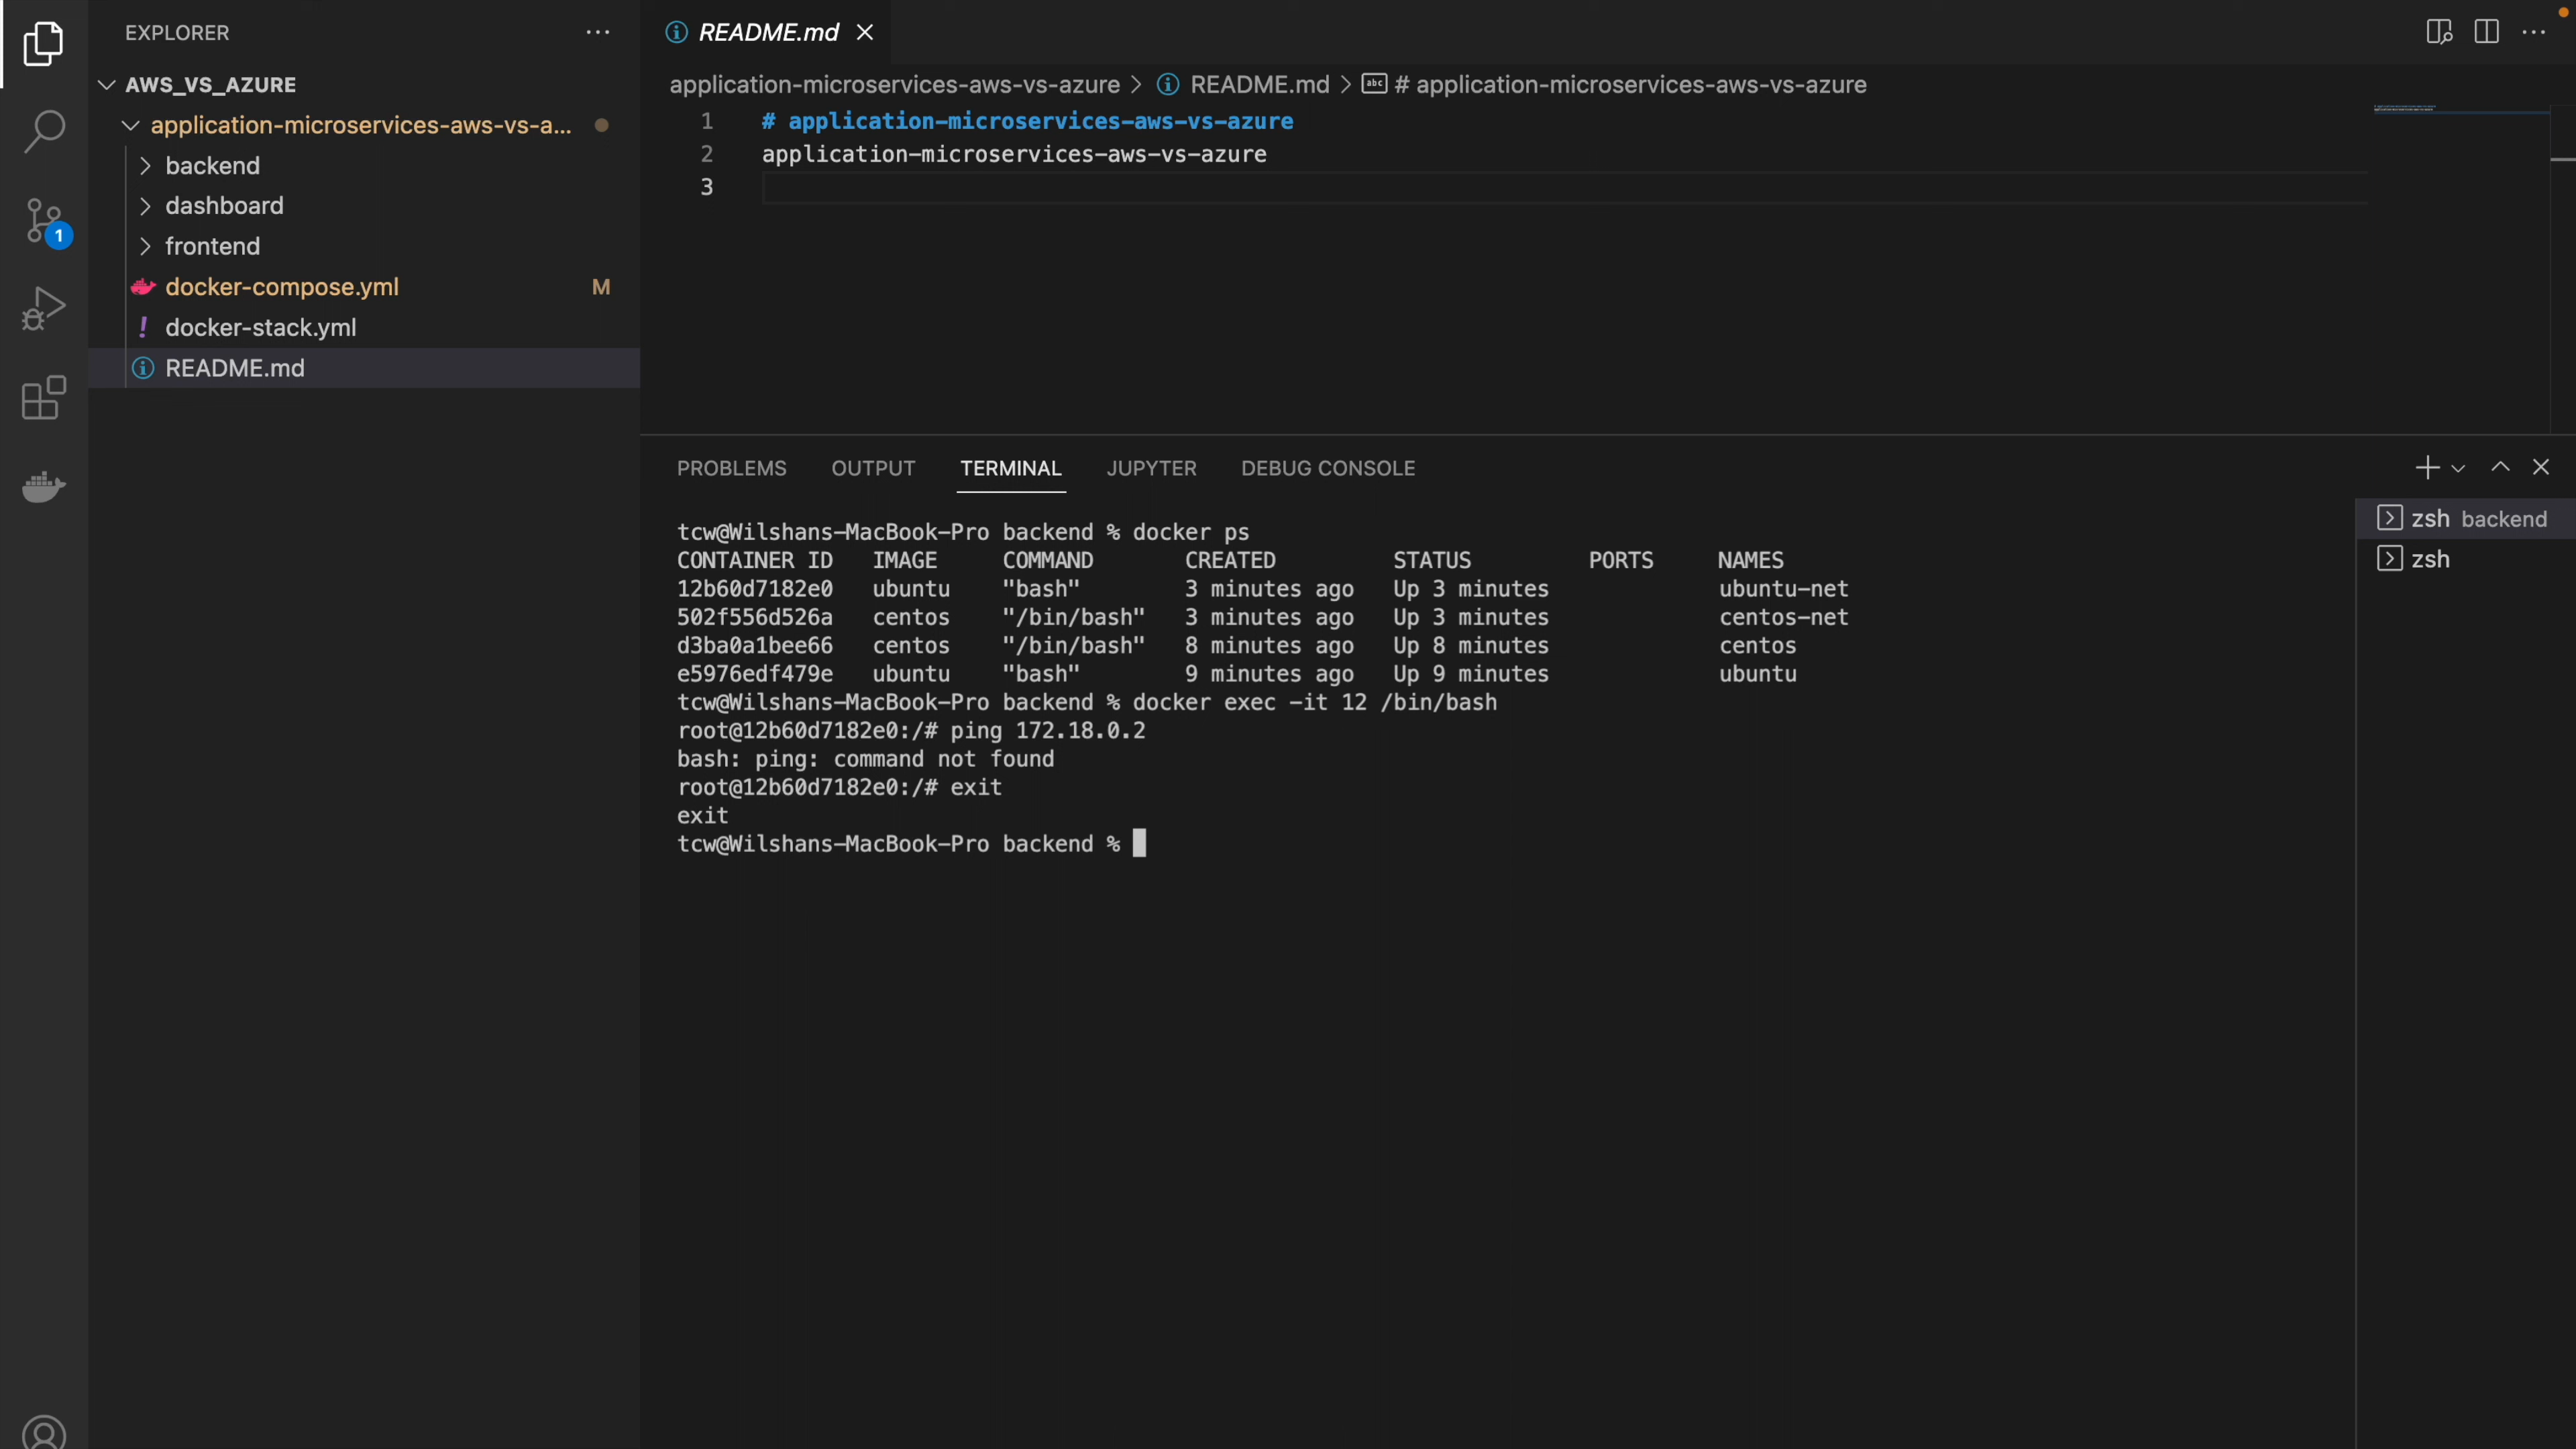 EXPLORER
AWS_VS_AZURE
application-microservices-aws-vs-a...
backend
dashboard
frontend
docker-compose.yml M
docker-stack.yml
README.md
1
README.md
application-microservices-aws-vs-azure > README.md > abc # application-microservices-aws-vs-azure
1 # application-microservices-aws-vs-azure
2 application-microservices-aws-vs-azure
3
PROBLEMS OUTPUT TERMINAL JUPYTER DEBUG CONSOLE
tcw@Wilshans-MacBook-Pro backend % docker ps
CONTAINER ID IMAGE COMMAND CREATED STATUS PORTS NAMES
12b60d7182e0 ubuntu "bash" 3 minutes ago Up 3 minutes ubuntu-net
502f556d526a centos "/bin/bash" 3 minutes ago Up 3 minutes centos-net
d3ba0a1bee66 centos "/bin/bash" 8 minutes ago Up 8 minutes centos
e5976edf479e ubuntu "bash" 9 minutes ago Up 9 minutes ubuntu
tcw@Wilshans-MacBook-Pro backend % docker exec -it 12 /bin/bash
root@12b60d7182e0:/# ping 172.18.0.2
bash: ping: command not found
root@12b60d7182e0:/# exit
exit
tcw@Wilshans-MacBook-Pro backend %
zsh backend
zsh